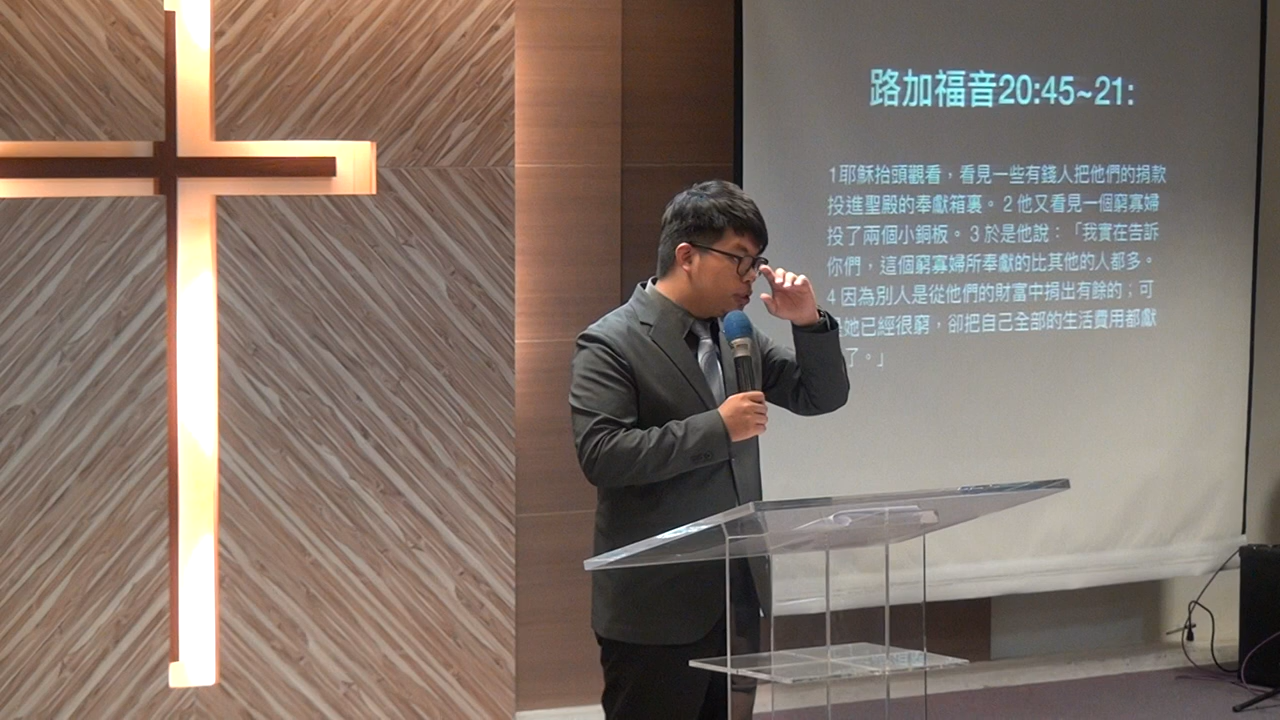 路加福音20:45~21:
1耶穌抬頭觀看，看見一些有錢人把他們的捐款
投進聖殿的奉獻箱裏。2他又看見一個窮寡婦
投了兩個小銅板。3於是他說：「我實在告訴
你們，這個窮寡婦所奉獻的比其他的人都多。
4因為別人是從他們的財富中捐出有餘的；可
她已經很窮，卻把自己全部的生活費用都獻
了。」